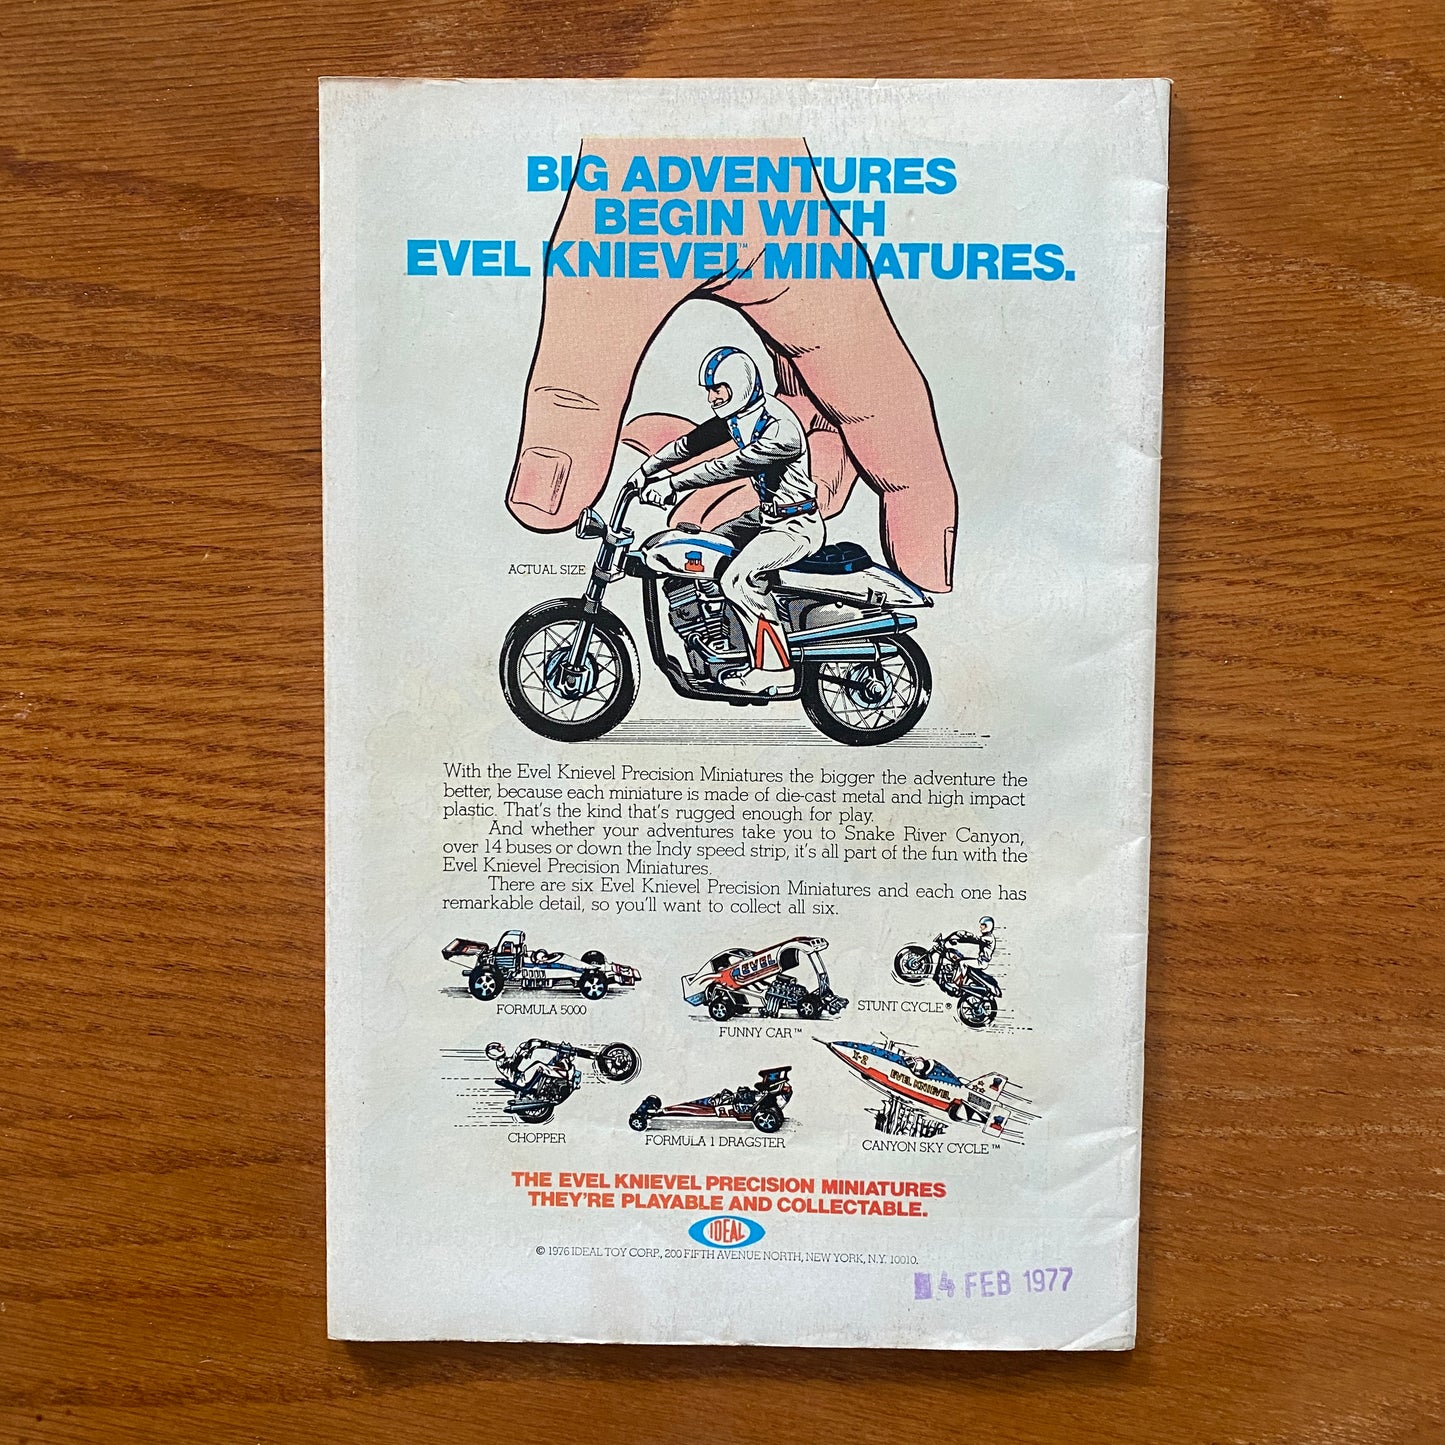 BIG ADVENTURES
BEGIN WITH
EVEL KNIEVEL™ MINIATURES.
ACTUAL SIZE
With the Evel Knievel Precision Miniatures the bigger the adventure the
better, because each miniature is made of die-cast metal and high impact
plastic. That's the kind that's rugged enough for play.
And whether your adventures take you to Snake River Canyon,
over 14 buses or down the Indy speed strip, it's all part of the fun with the
Evel Knievel Precision Miniatures.
There are six Evel Knievel Precision Miniatures and each one has
remarkable detail, so you'll want to collect all six.
FORMULA 5000
EVEL
FUNNY CAR™
STUNT CYCLE®
CHOPPER
FORMULA 1 DRAGSTER
X-2
EVEL KNIEVEL
CANYON SKY CYCLE™
THE EVEL KNIEVEL PRECISION MINIATURES
THEY'RE PLAYABLE AND COLLECTABLE.
IDEAL
© 1976 IDEAL TOY CORP., 200 FIFTH AVENUE NORTH, NEW YORK, N.Y. 10010.
4 FEB 1977